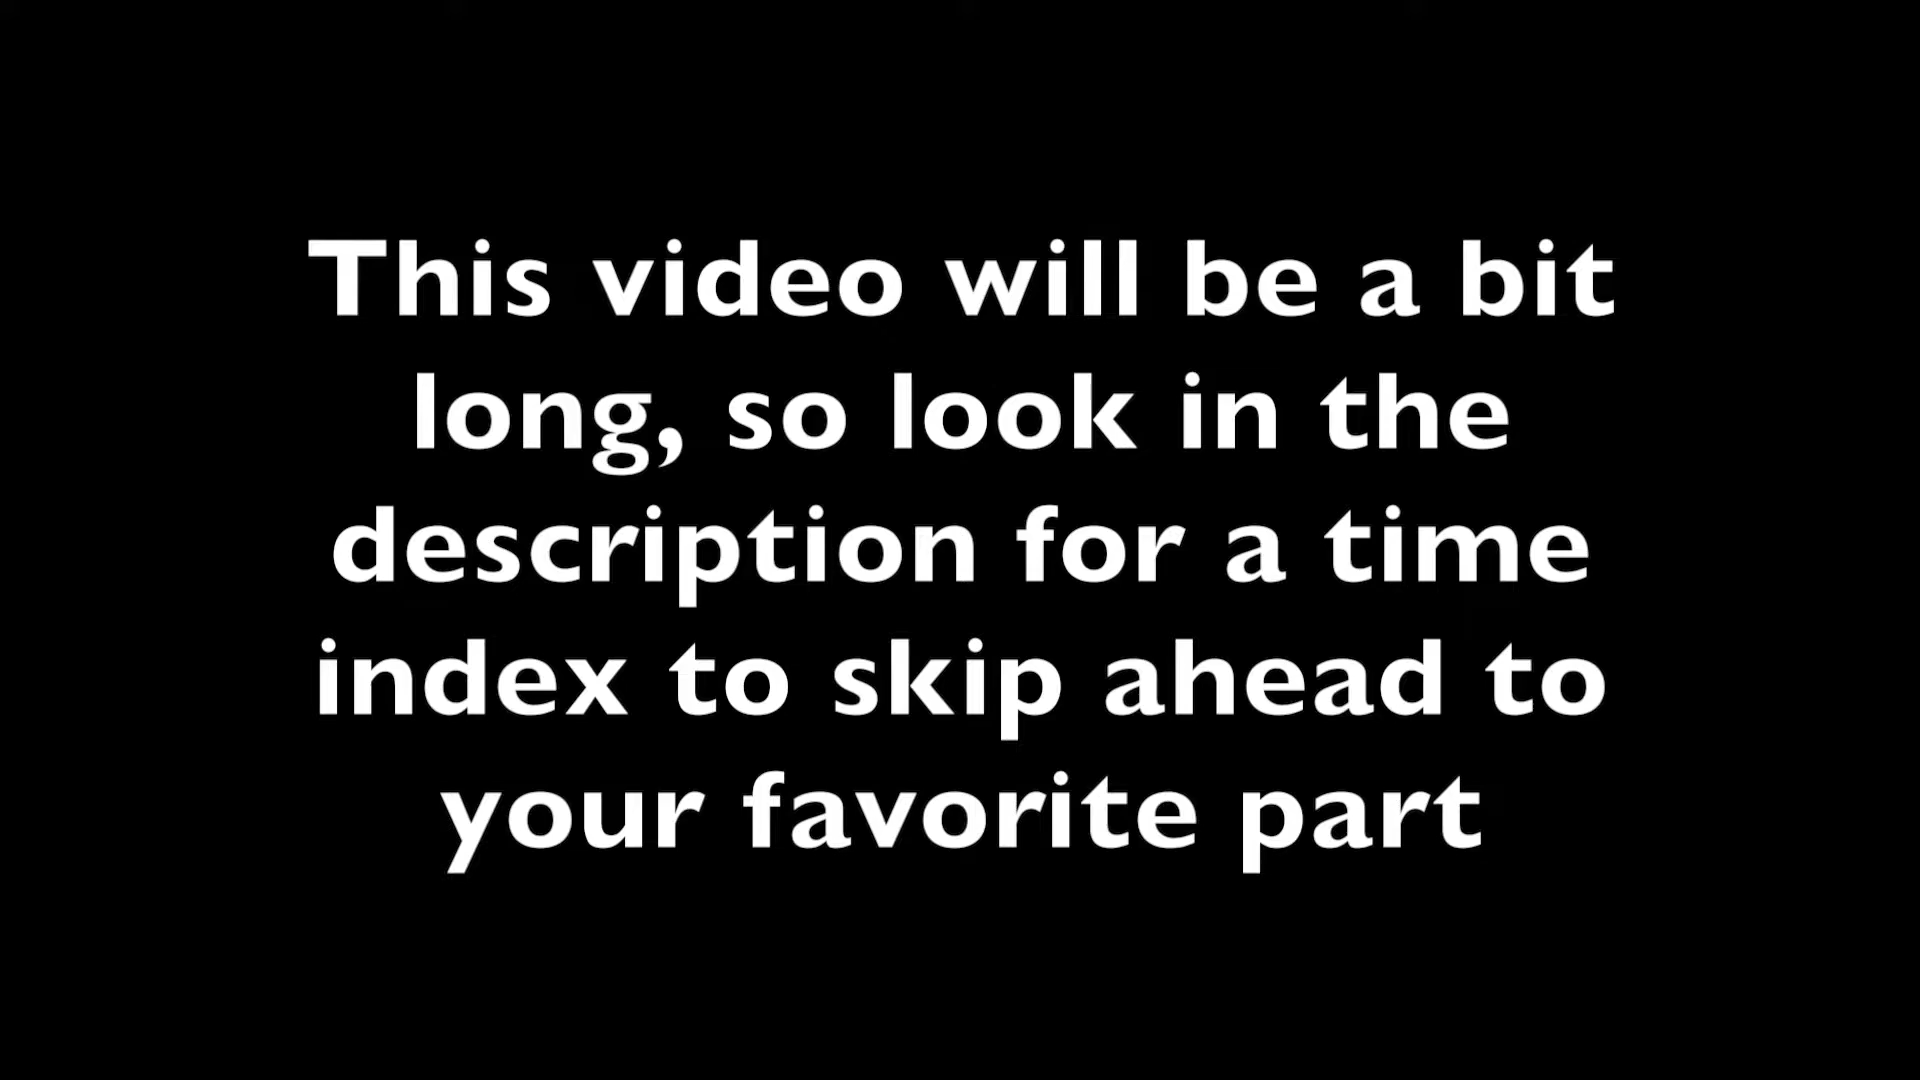 This video will be a bit
long, so look in the
description for a time
index to skip ahead to
your favorite part